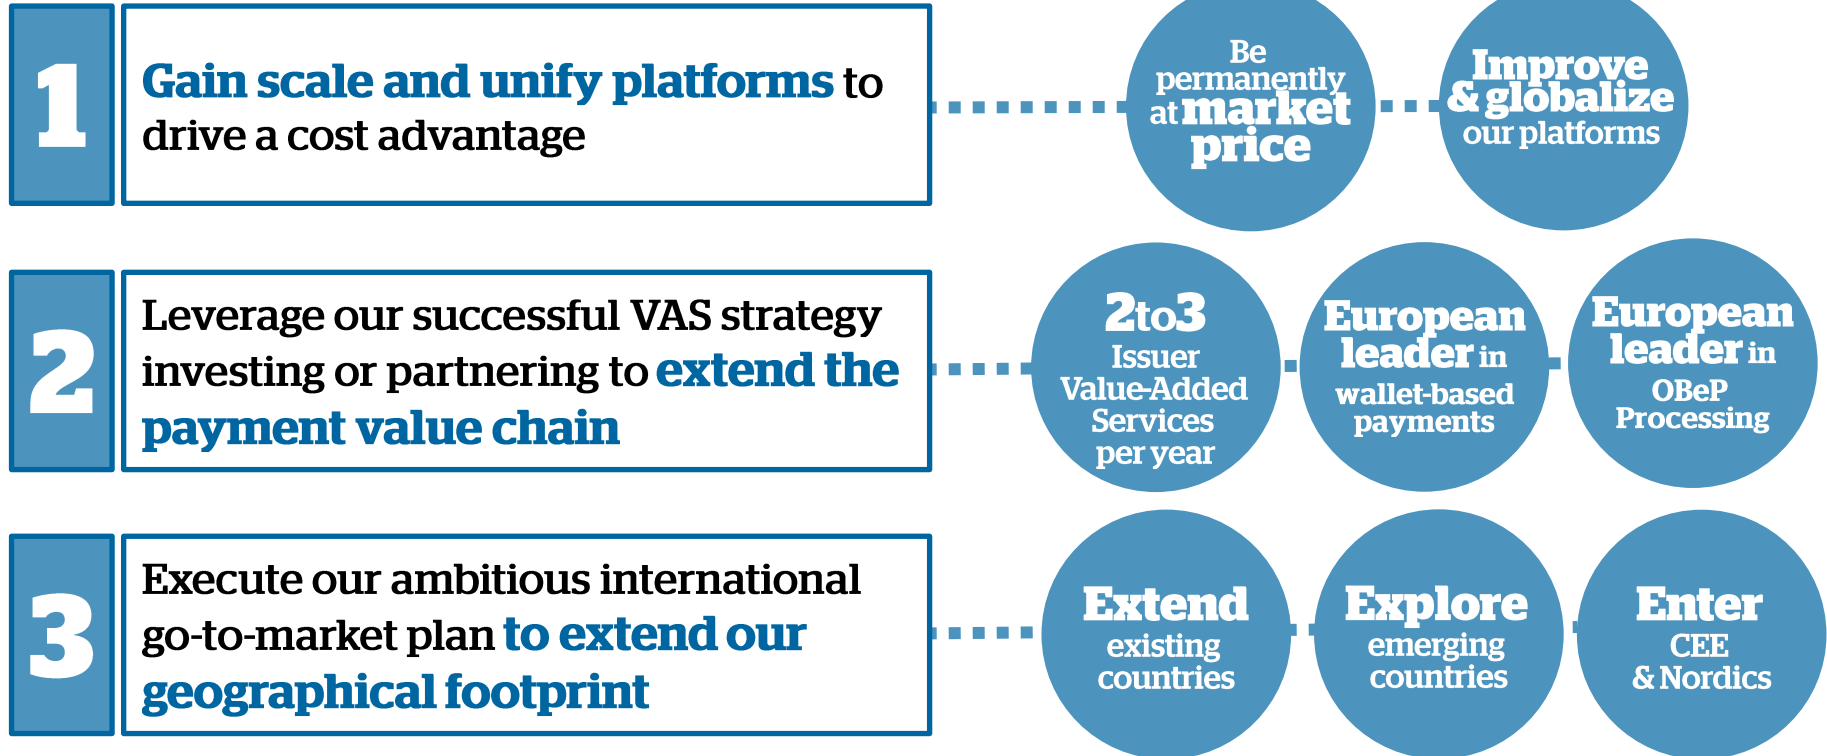 1
Gain scale and unify platforms to
drive a cost advantage
Be
permanently
at market
price
Improve
& globalize
our platforms
2
Leverage our successful VAS strategy
investing or partnering to extend the
payment value chain
2to3
Issuer
Value-Added
Services
per year
European
leader in
wallet-based
payments
European
leader in
OBeP
Processing
3
Execute our ambitious international
go-to-market plan to extend our
geographical footprint
Extend
existing
countries
Explore
emerging
countries
Enter
CEE
& Nordics